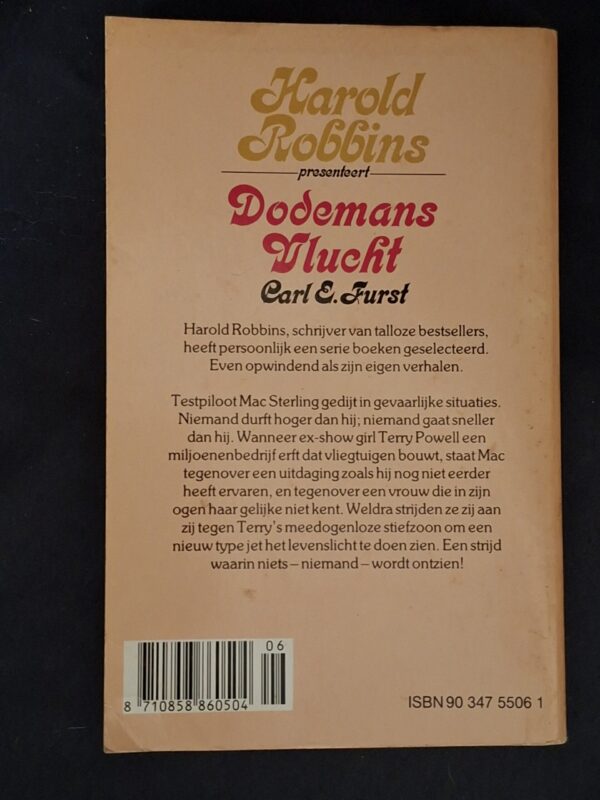 Harold
Robbins
presenteert
Dodemans
Vlucht
Carl E. Furst
Harold Robbins, schrijver van talloze bestsellers,
heeft persoonlijk een serie boeken geselecteerd.
Even opwindend als zijn eigen verhalen.
Testpiloot Mac Sterling gedijt in gevaarlijke situaties.
Niemand durft hoger dan hij; niemand gaat sneller
dan hij. Wanneer ex-show girl Terry Powell een
miljoenenbedrijf erft dat vliegtuigen bouwt, staat Mac
tegenover een uitdaging zoals hij nog niet eerder
heeft ervaren, en tegenover een vrouw die in zijn
ogen haar gelijke niet kent. Weldra strijden ze zij aan
zij tegen Terry's meedogenloze stiefzoon om een
nieuw type jet het levenslicht te doen zien. Een strijd
waarin niets – niemand – wordt ontzien!
06
8 710858 860504
ISBN 90 347 5506 1